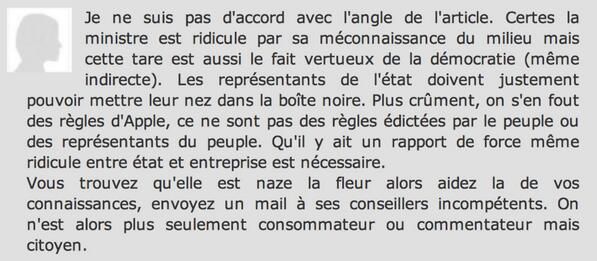 Je ne suis pas d'accord avec l'angle de l'article. Certes la
ministre est ridicule par sa méconnaissance du milieu mais
cette tare est aussi le fait vertueux de la démocratie (même
indirecte). Les représentants de l'état doivent justement
pouvoir mettre leur nez dans la boîte noire. Plus crûment, on s'en fout
des règles d'Apple, ce ne sont pas des règles édictées par le peuple ou
des représentants du peuple. Qu'il y ait un rapport de force même
ridicule entre état et entreprise est nécessaire.
Vous trouvez qu'elle est naze la fleur alors aidez la de vos
connaissances, envoyez un mail à ses conseillers incompétents. On
n'est alors plus seulement consommateur ou commentateur mais
citoyen.